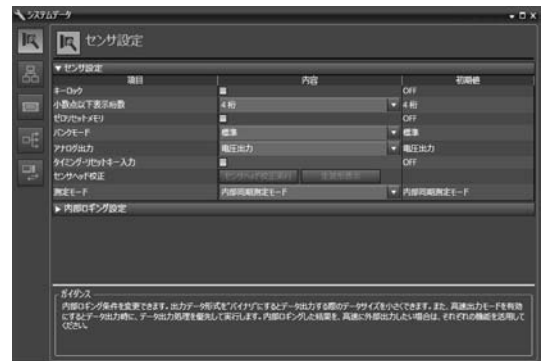 システムデータ
センサ設定
▼センサ設定
項目 内容 初期値
キーロック OFF
小数点以下表示桁数 4 桁 4 桁
ゼロリセットメモリ OFF
バンクモード 標準 標準
アナログ出力 電圧出力 電圧出力
タイミング・リセットキー入力 OFF
センサヘッド校正
測定モード 内部同期測定モード 内部同期測定モード
▶内部ロギング設定
ガイダンス
内部ロギング条件を変更できます。出力データ形式を"バイナリ"にするとデータ出力する際のデータサイズを小さくできます。また、高速出力モードを有効
にするとデータ出力時に、データ出力処理を優先して実行します。内部ロギングした結果を、高速に外部出力したい場合は、それぞれの機能を活用して
ください。